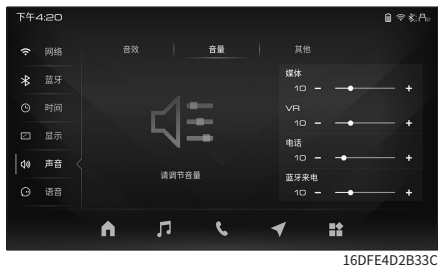 下午4:20
网络
蓝牙
时间
显示
声音
语音
音效
音量
其他
请调节音量
媒体
10 - +
VR
10 - +
电话
10 - +
蓝牙来电
10 - +
16DFE4D2B33C